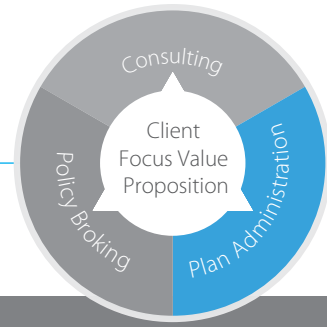 Consulting
Client
Focus Value
Proposition
Policy Broking
Plan Administration